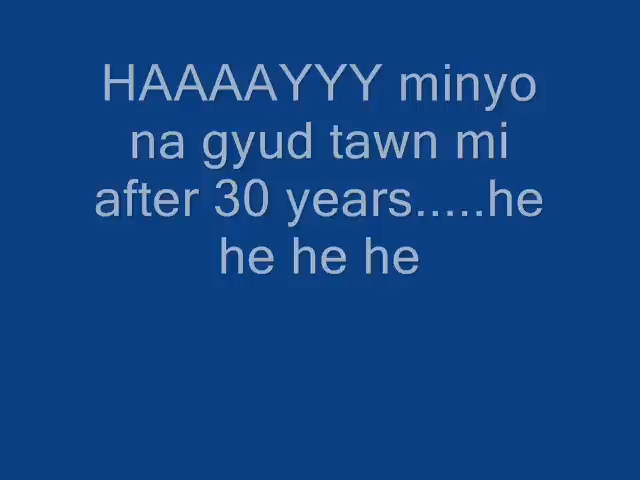 HAAAAYYY minyo
na gyud tawn mi
after 30 years.....he
he he he